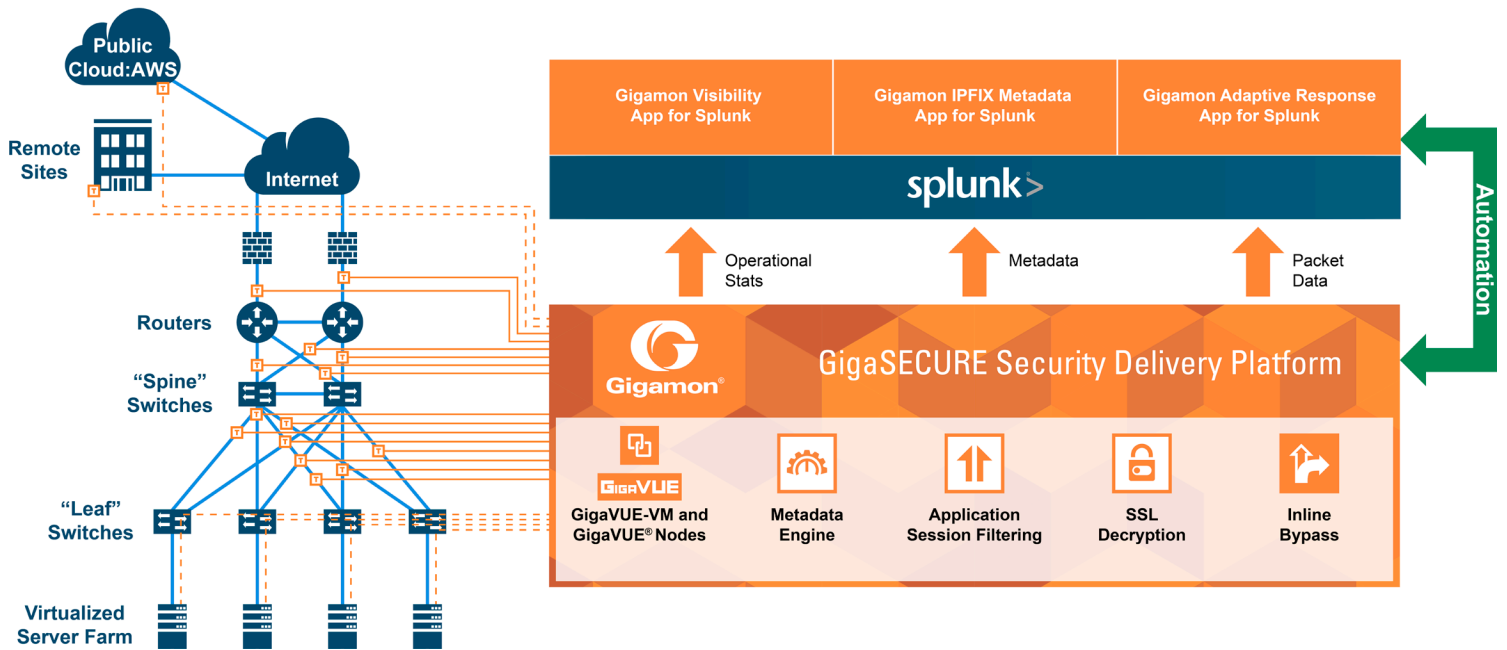 Public
Cloud:AWS
T
Remote
Sites
T
Internet
T
T
Routers
T
T
T
T
“Spine”
Switches
T
T
T
T
T
T
T
T
“Leaf”
Switches
Virtualized
Server Farm
Gigamon Visibility
App for Splunk
Gigamon IPFIX Metadata
App for Splunk
Gigamon Adaptive Response
App for Splunk
splunk>
Operational
Stats
Metadata
Packet
Data
Automation
Gigamon®
GigaSECURE Security Delivery Platform
GIGAVUE
GigaVUE-VM and
GigaVUE® Nodes
Metadata
Engine
Application
Session Filtering
SSL
Decryption
Inline
Bypass